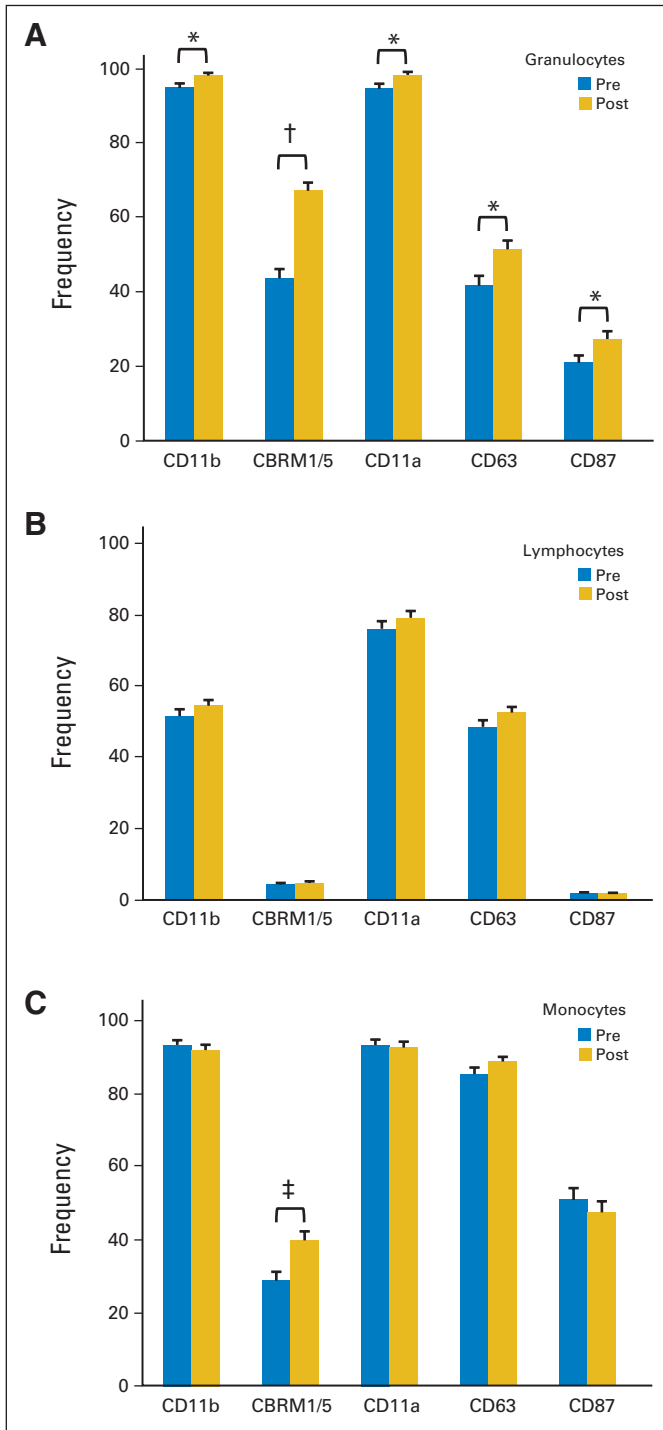 A
Granulocytes
Pre
Post
Frequency
100
80
60
40
20
0
*
†
*
*
*
CD11b CBRM1/5 CD11a CD63 CD87
B
Lymphocytes
Pre
Post
Frequency
100
80
60
40
20
0
CD11b CBRM1/5 CD11a CD63 CD87
C
Monocytes
Pre
Post
Frequency
100
80
60
40
20
0
‡
CD11b CBRM1/5 CD11a CD63 CD87